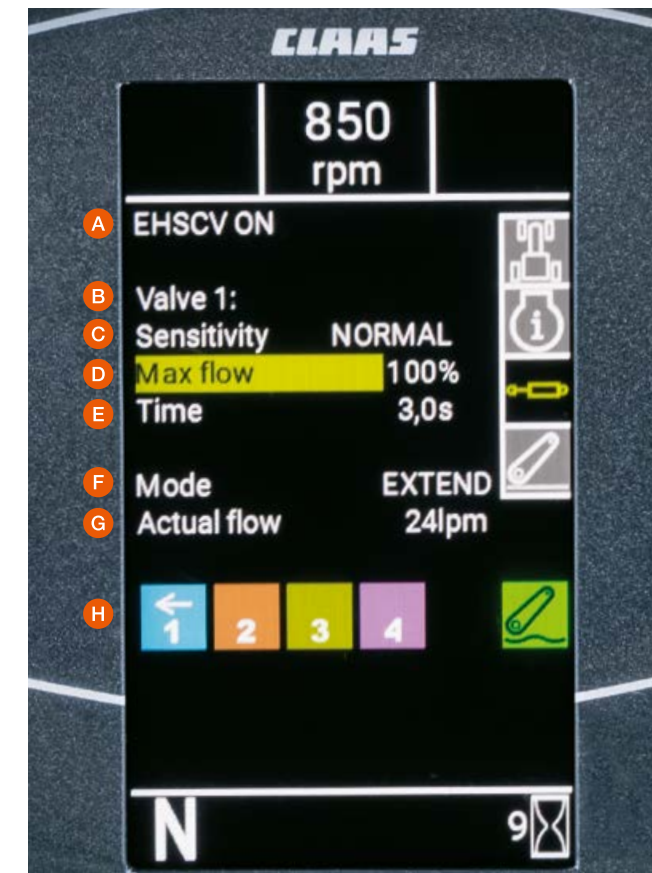 CLAAS
850
rpm
A EHSCV ON
B Valve 1:
C Sensitivity NORMAL
D Max flow 100%
E Time 3,0s
F Mode EXTEND
G Actual flow 24lpm
H 1 2 3 4
N 9